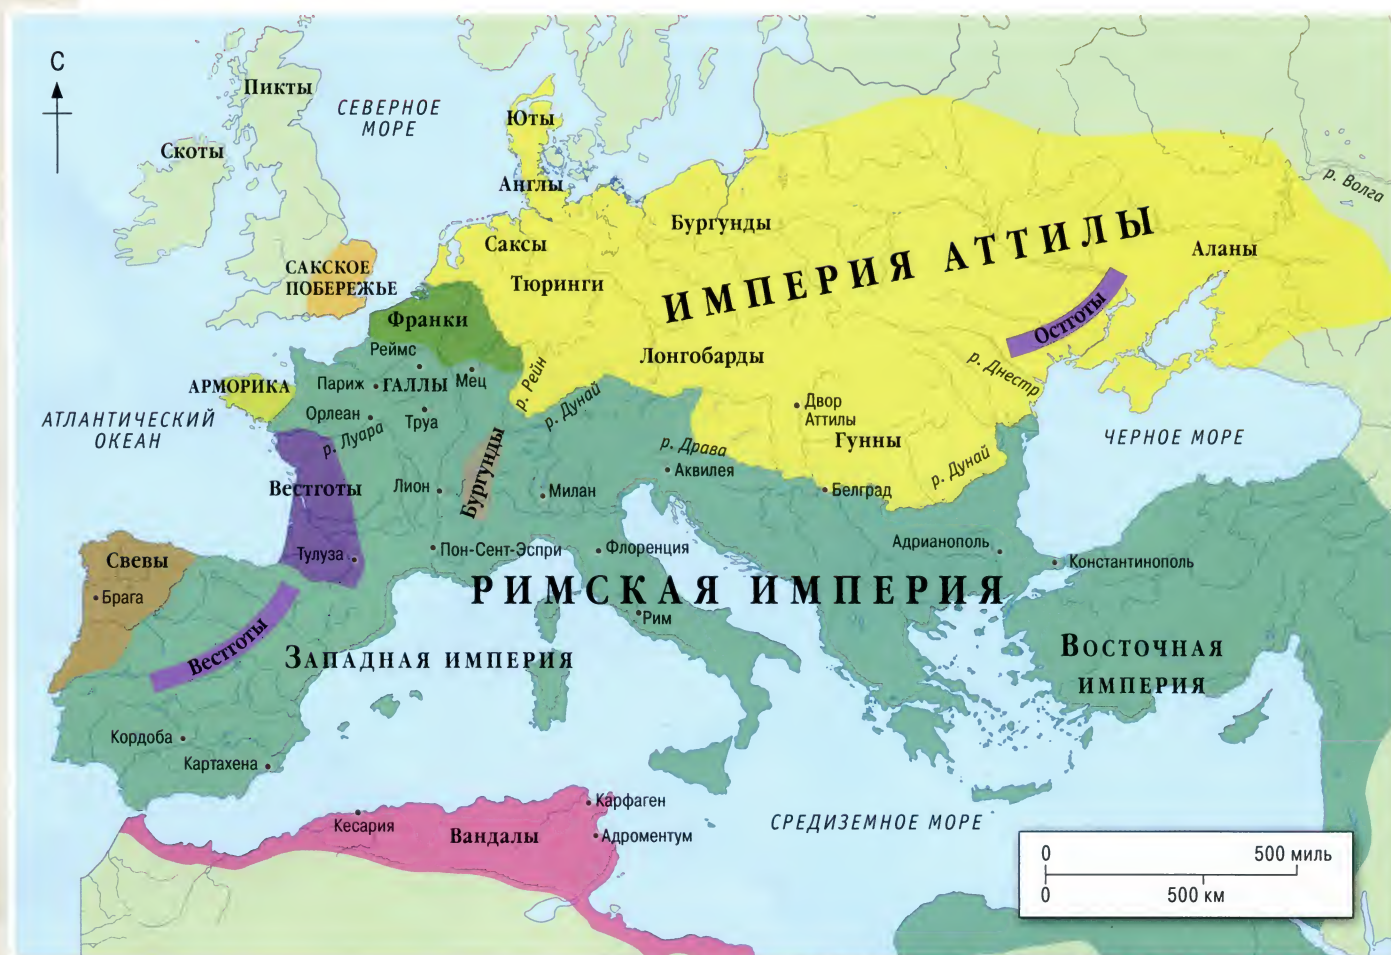 С
Пикты
СЕВЕРНОЕ
МОРЕ
Скоты
Юты
Англы
Саксы
Тюринги
Бургунды
ИМПЕРИЯ АТТИЛЫ
р. Волга
Аланы
САКСКОЕ
ПОБЕРЕЖЬЕ
Франки
Реймс
Остготы
АРМОРИКА
Париж
ГАЛЛЫ
Мец
р. Рейн
Лонгобарды
р. Днестр
АТЛАНТИЧЕСКИЙ
ОКЕАН
Орлеан
Труа
р. Луара
р. Дунай
Двор
Аттилы
Гунны
ЧЕРНОЕ МОРЕ
р. Драва
Аквилея
р. Дунай
Вестготы
Лион
Бургунды
Милан
Белград
Тулуза
Пон-Сент-Эспри
Флоренция
Адрианополь
Константинополь
Свевы
Брага
РИМСКАЯ ИМПЕРИЯ
Рим
Вестготы
ЗАПАДНАЯ ИМПЕРИЯ
ВОСТОЧНАЯ
ИМПЕРИЯ
Кордоба
Картахена
Карфаген
Кесария
Вандалы
Адроментум
СРЕДИЗЕМНОЕ МОРЕ
0 500 МИЛЬ
0 500 КМ